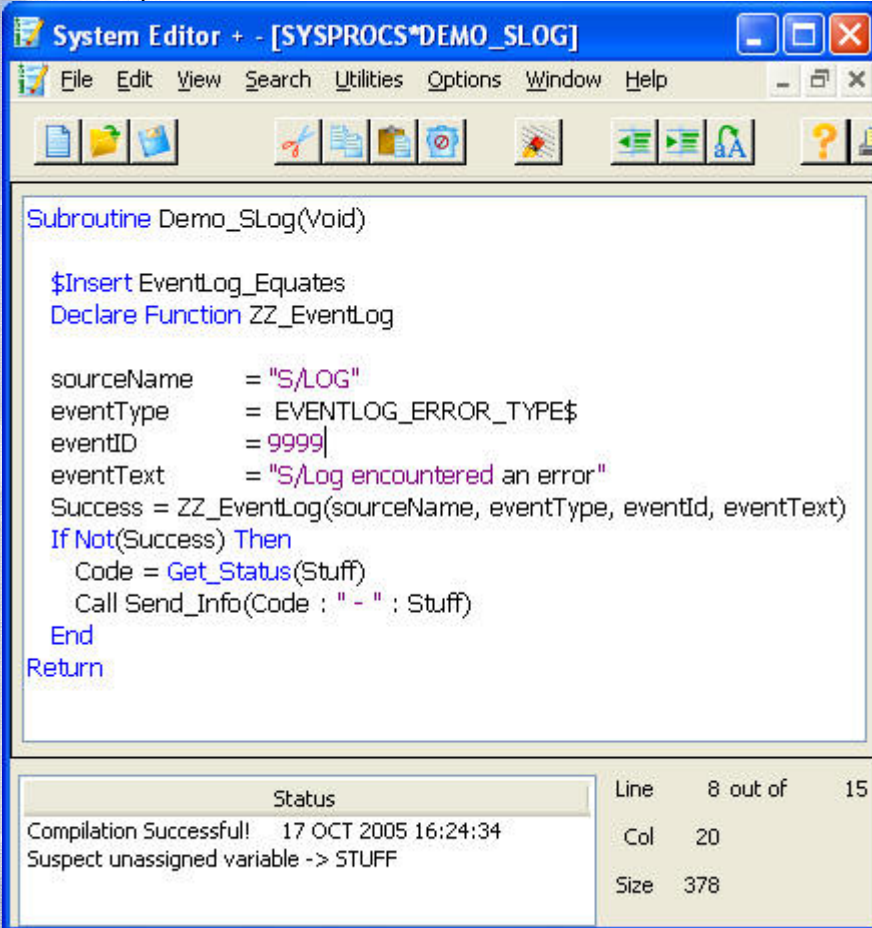 System Editor + - [SYSPROCS*DEMO_SLOG]
File Edit View Search Utilities Options Window Help
Subroutine Demo_SLog(Void)
$Insert EventLog_Equates
Declare Function ZZ_EventLog
sourceName = "S/LOG"
eventType = EVENTLOG_ERROR_TYPE$
eventID = 9999
eventText = "S/Log encountered an error"
Success = ZZ_EventLog(sourceName, eventType, eventId, eventText)
If Not(Success) Then
Code = Get_Status(Stuff)
Call Send_Info(Code : " - " : Stuff)
End
Return
Status
Compilation Successful! 17 OCT 2005 16:24:34
Suspect unassigned variable -> STUFF
Line 8 out of 15
Col 20
Size 378